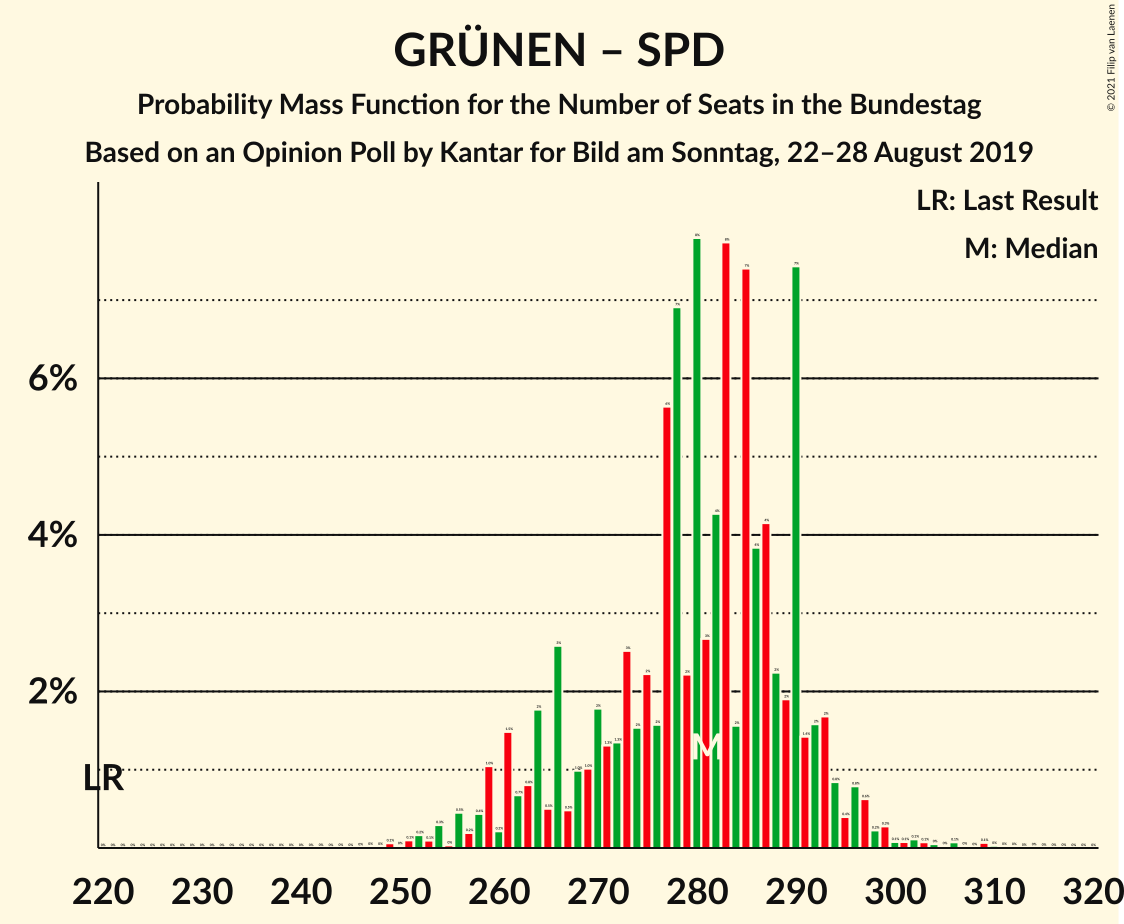 GRÜNEN – SPD
Probability Mass Function for the Number of Seats in the Bundestag
Based on an Opinion Poll by Kantar for Bild am Sonntag, 22–28 August 2019
© 2021 Filip van Laenen
LR: Last Result
M: Median
6%
4%
2%
LR
M
220 230 240 250 260 270 280 290 300 310 320